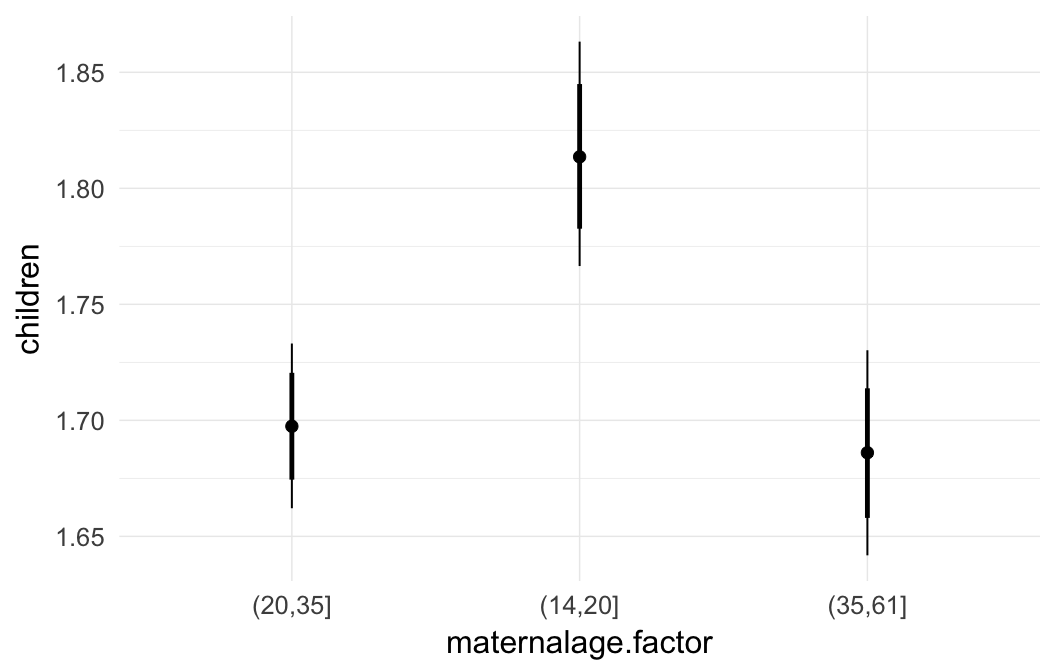 1.85
1.80
1.75
1.70
1.65
children
(20,35] (14,20] (35,61]
maternalage.factor